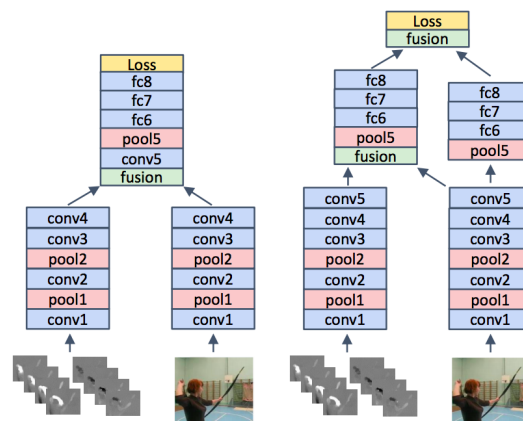 Loss
fc8
fc7
fc6
pool5
conv5
fusion
conv4
conv3
pool2
conv2
pool1
conv1
conv4
conv3
pool2
conv2
pool1
conv1
Loss
fusion
fc8
fc7
fc6
pool5
fusion
fc8
fc7
fc6
pool5
conv5
conv4
conv3
pool2
conv2
pool1
conv1
conv5
conv4
conv3
pool2
conv2
pool1
conv1